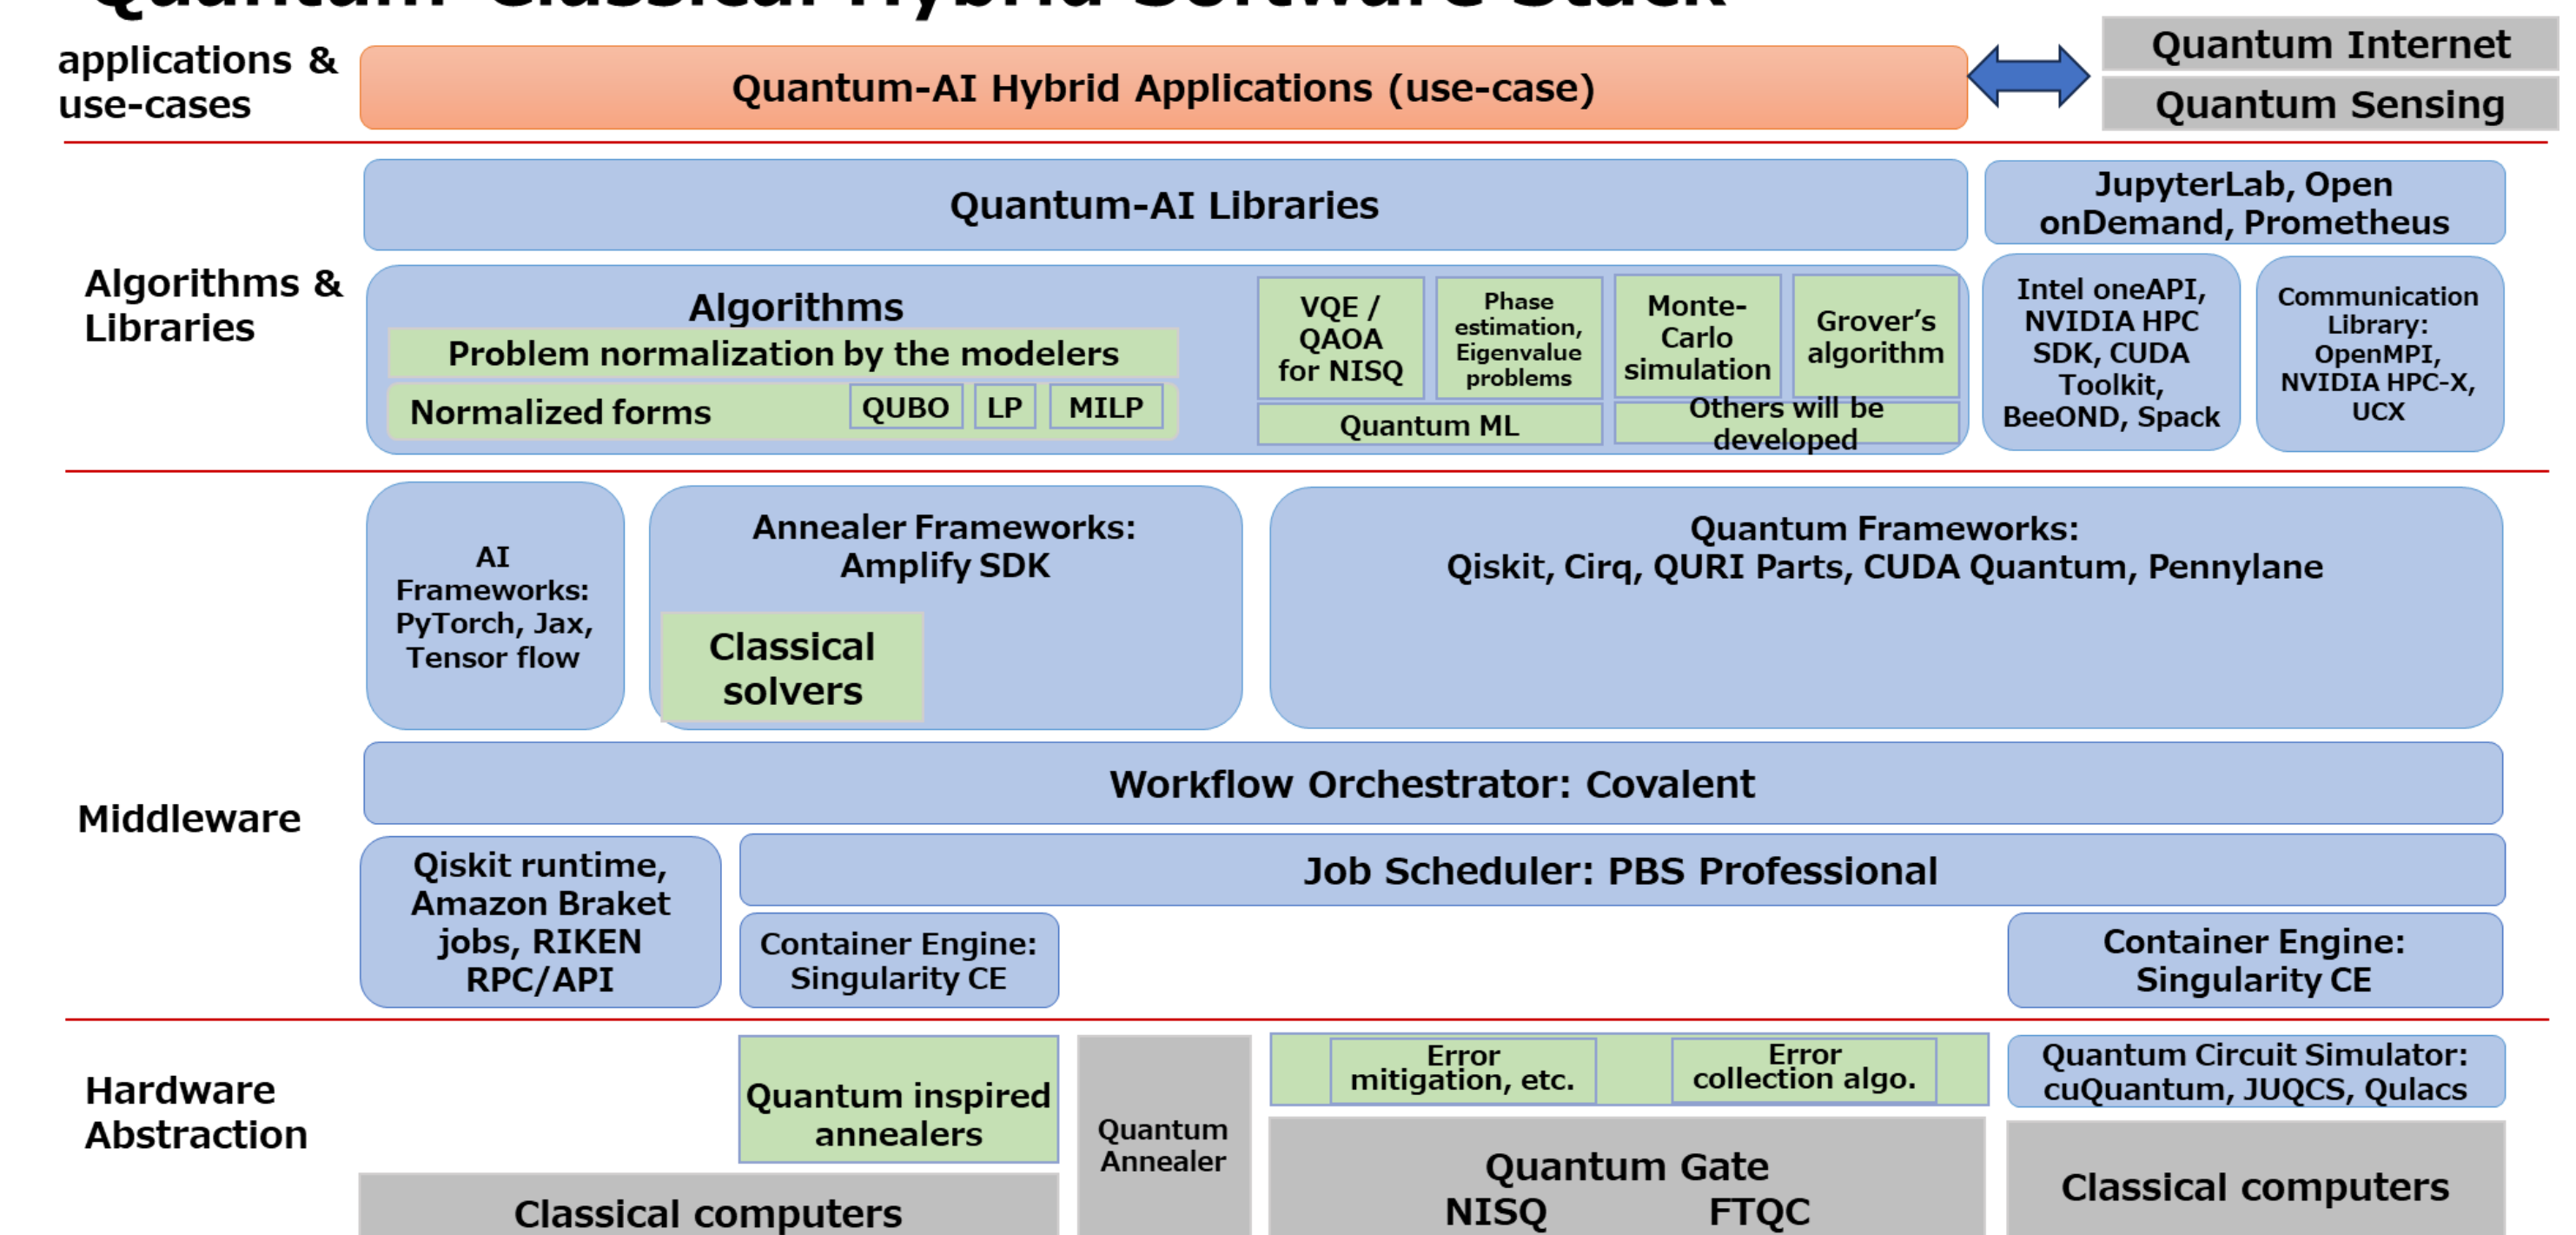 Quantum-Classical Hybrid Software Stack
applications &
use-cases
Quantum-AI Hybrid Applications (use-case)
Quantum Internet
Quantum Sensing
Algorithms &
Libraries
Quantum-AI Libraries
JupyterLab, Open
onDemand, Prometheus
Algorithms
Problem normalization by the modelers
Normalized forms
QUBO
LP
MILP
VQE /
QAOA
for NISQ
Phase
estimation,
Eigenvalue
problems
Monte-
Carlo
simulation
Grover’s
algorithm
Quantum ML
Others will be
developed
Intel oneAPI,
NVIDIA HPC
SDK, CUDA
Toolkit,
BeeOND, Spack
Communication
Library:
OpenMPI,
NVIDIA HPC-X,
UCX
Middleware
AI
Frameworks:
PyTorch, Jax,
Tensor flow
Annealer Frameworks:
Amplify SDK
Classical
solvers
Quantum Frameworks:
Qiskit, Cirq, QURI Parts, CUDA Quantum, Pennylane
Workflow Orchestrator: Covalent
Qiskit runtime,
Amazon Braket
jobs, RIKEN
RPC/API
Job Scheduler: PBS Professional
Container Engine:
Singularity CE
Container Engine:
Singularity CE
Hardware
Abstraction
Quantum inspired
annealers
Classical computers
Quantum
Annealer
Error
mitigation, etc.
Error
collection algo.
Quantum Gate
NISQ FTQC
Quantum Circuit Simulator:
cuQuantum, JUQCS, Qulacs
Classical computers